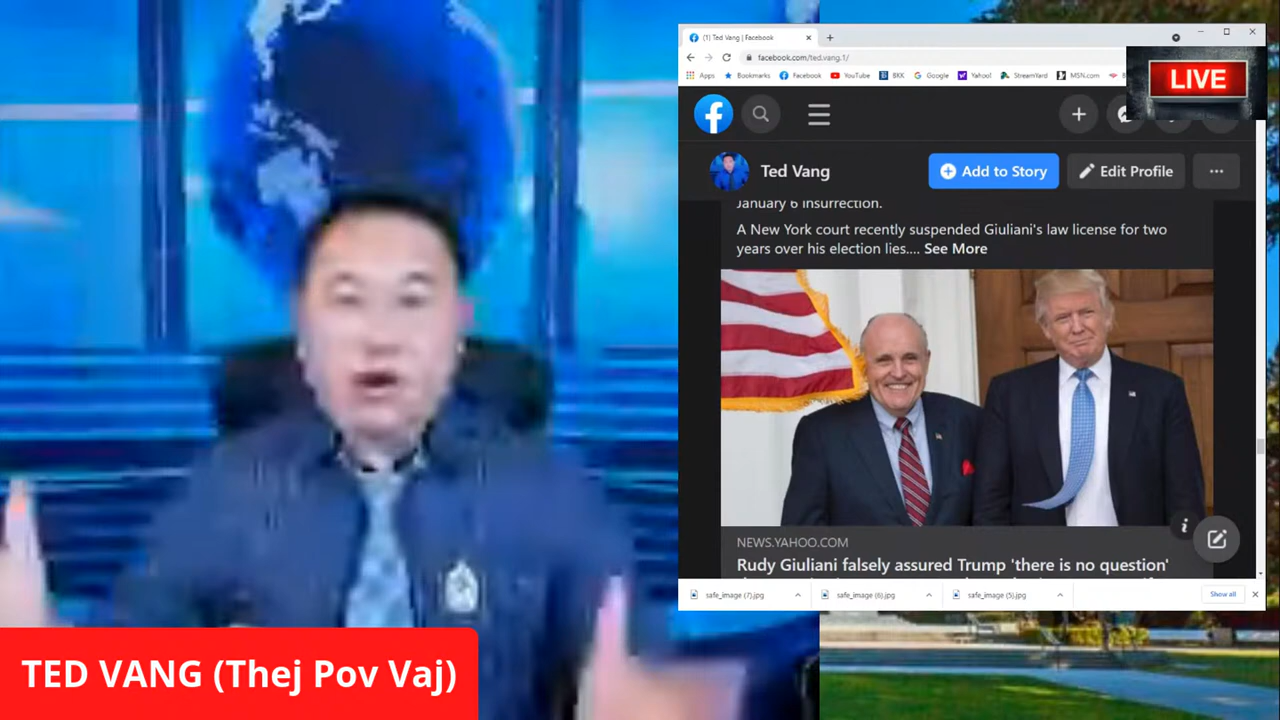 (1) Ted Vang | Facebook
facebook.com/ted.vang.1/
Apps Bookmarks Facebook YouTube BKK Google Yahoo! StreamYard MSN.com
LIVE
Ted Vang
Add to Story
Edit Profile
January 6 insurrection.
A New York court recently suspended Giuliani's law license for two
years over his election lies.... See More
NEWS.YAHOO.COM
Rudy Giuliani falsely assured Trump 'there is no question'
safe_image (7).jpg
safe_image (6).jpg
safe_image (5).jpg
Show all
TED VANG (Thej Pov Vaj)